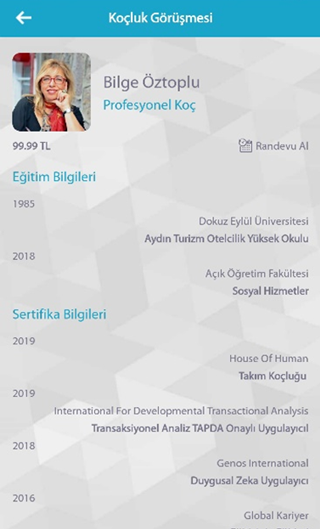 Koçluk Görüşmesi
Bilge Öztoplu
Profesyonel Koç
99.99 TL
Randevu Al
Eğitim Bilgileri
1985
Dokuz Eylül Üniversitesi
Aydın Turizm Otelcilik Yüksek Okulu
2018
Açık Öğretim Fakültesi
Sosyal Hizmetler
Sertifika Bilgileri
2019
House Of Human
Takım Koçluğu
2019
International For Developmental Transactional Analysis
Transaksiyonel Analiz TAPDA Onaylı Uygulayıcıl
2018
Genos International
Duygusal Zeka Uygulayıcı
2016
Global Kariyer